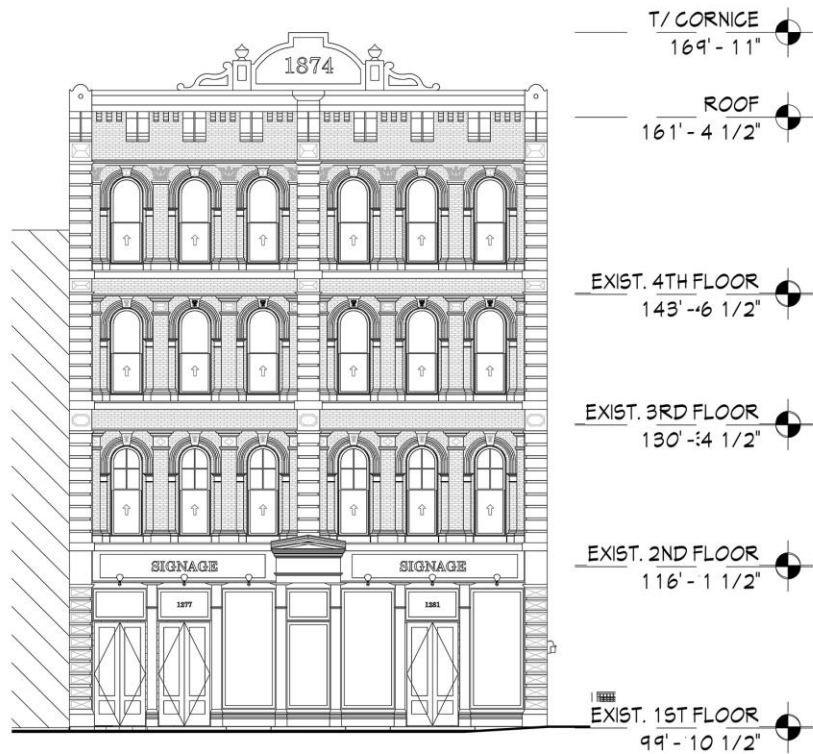 T/ CORNICE
169' - 11"
1874
ROOF
161' - 4 1/2"
EXIST. 4TH FLOOR
143' - 6 1/2"
EXIST. 3RD FLOOR
130' - 4 1/2"
EXIST. 2ND FLOOR
116' - 1 1/2"
SIGNAGE SIGNAGE
1277 1281
EXIST. 1ST FLOOR
99' - 10 1/2"